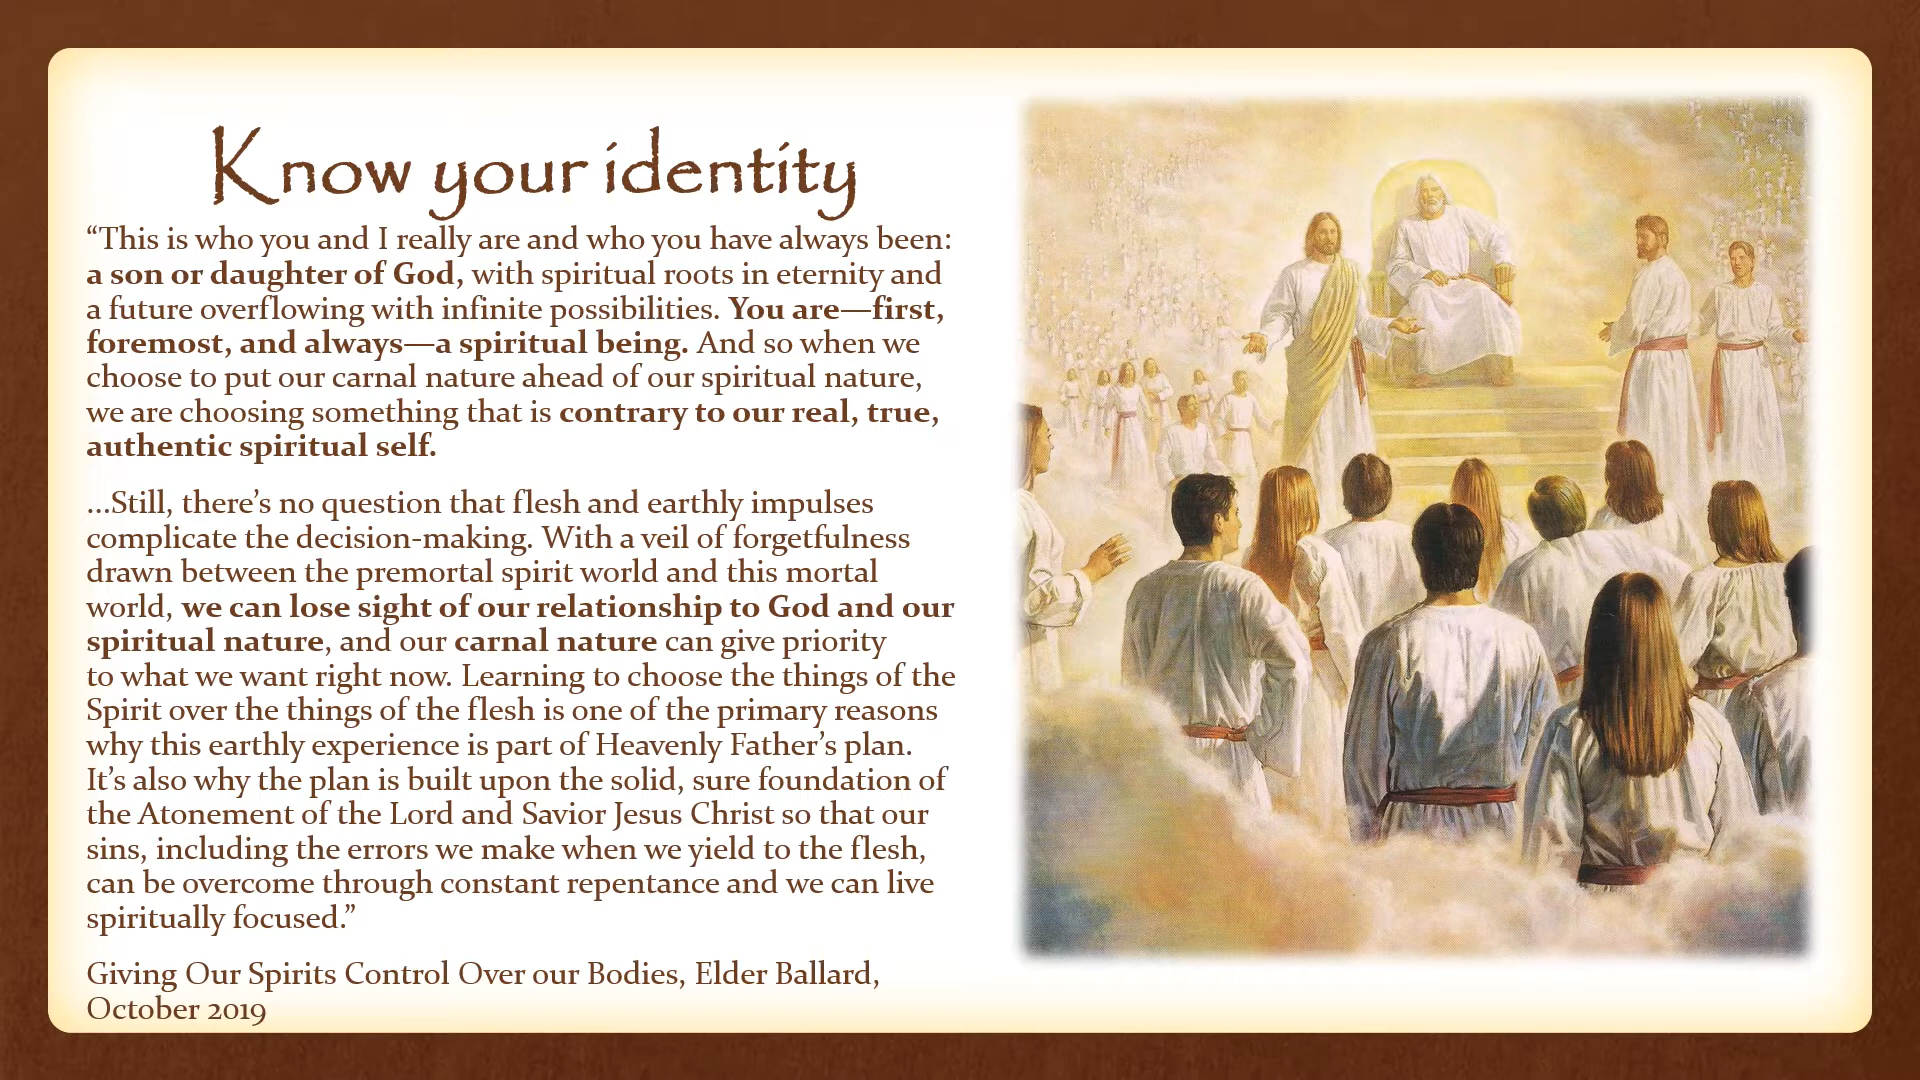 Know your identity
“This is who you and I really are and who you have always been:
a son or daughter of God, with spiritual roots in eternity and
a future overflowing with infinite possibilities. You are—first,
foremost, and always—a spiritual being. And so when we
choose to put our carnal nature ahead of our spiritual nature,
we are choosing something that is contrary to our real, true,
authentic spiritual self.
…Still, there’s no question that flesh and earthly impulses
complicate the decision-making. With a veil of forgetfulness
drawn between the premortal spirit world and this mortal
world, we can lose sight of our relationship to God and our
spiritual nature, and our carnal nature can give priority
to what we want right now. Learning to choose the things of the
Spirit over the things of the flesh is one of the primary reasons
why this earthly experience is part of Heavenly Father’s plan.
It’s also why the plan is built upon the solid, sure foundation of
the Atonement of the Lord and Savior Jesus Christ so that our
sins, including the errors we make when we yield to the flesh,
can be overcome through constant repentance and we can live
spiritually focused.”
Giving Our Spirits Control Over our Bodies, Elder Ballard,
October 2019